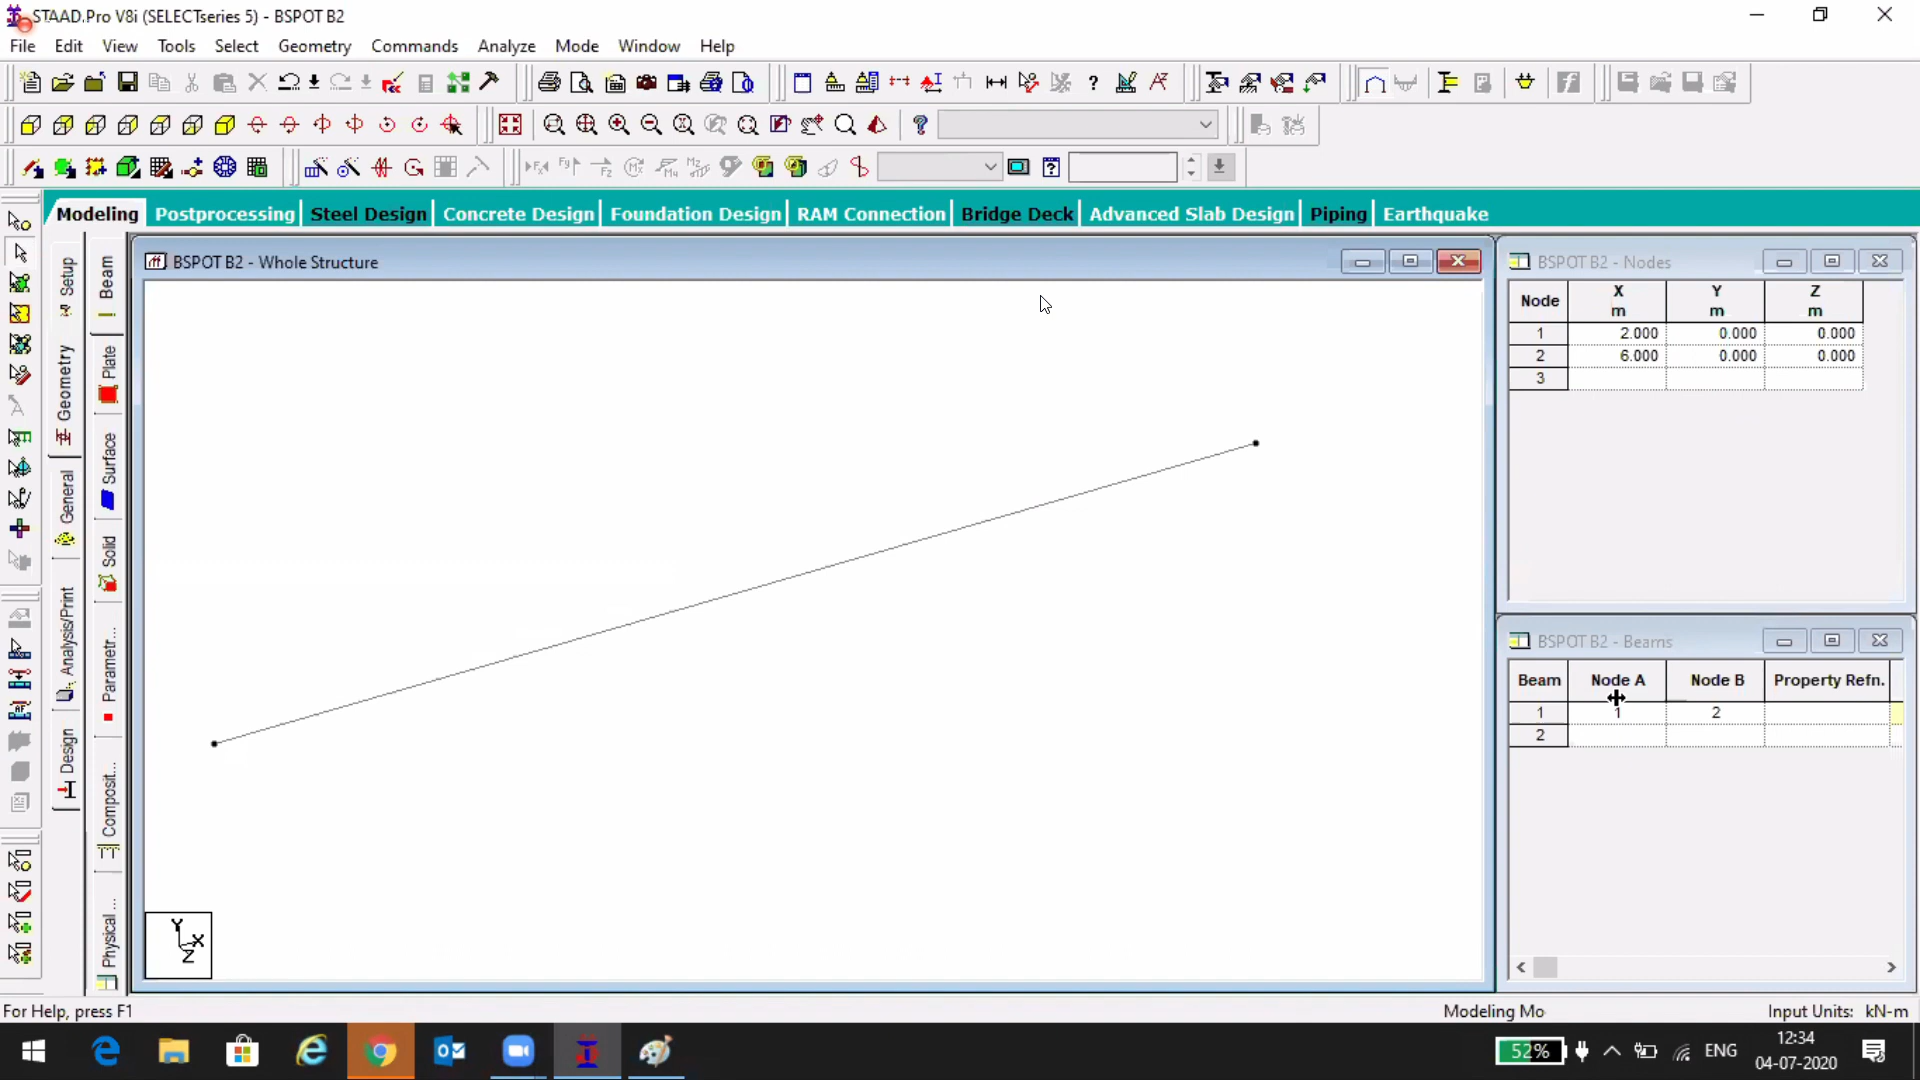 STAAD.Pro V8i (SELECTseries 5) - BSPOT B2
File Edit View Tools Select Geometry Commands Analyze Mode Window Help
Modeling Postprocessing Steel Design Concrete Design Foundation Design RAM Connection Bridge Deck Advanced Slab Design Piping Earthquake
Setup
Geometry
General
Analysis/Print
Design
Beam
Plate
Surface
Solid
Parametr...
Composit...
Physical ...
BSPOT B2 - Whole Structure
Y
X
Z
BSPOT B2 - Nodes
Node X m Y m Z m
1 2.000 0.000 0.000
2 6.000 0.000 0.000
3
BSPOT B2 - Beams
Beam Node A Node B Property Refn.
1 1 2
2
For Help, press F1
Modeling Mo
Input Units: kN-m
52%
ENG
12:34
04-07-2020